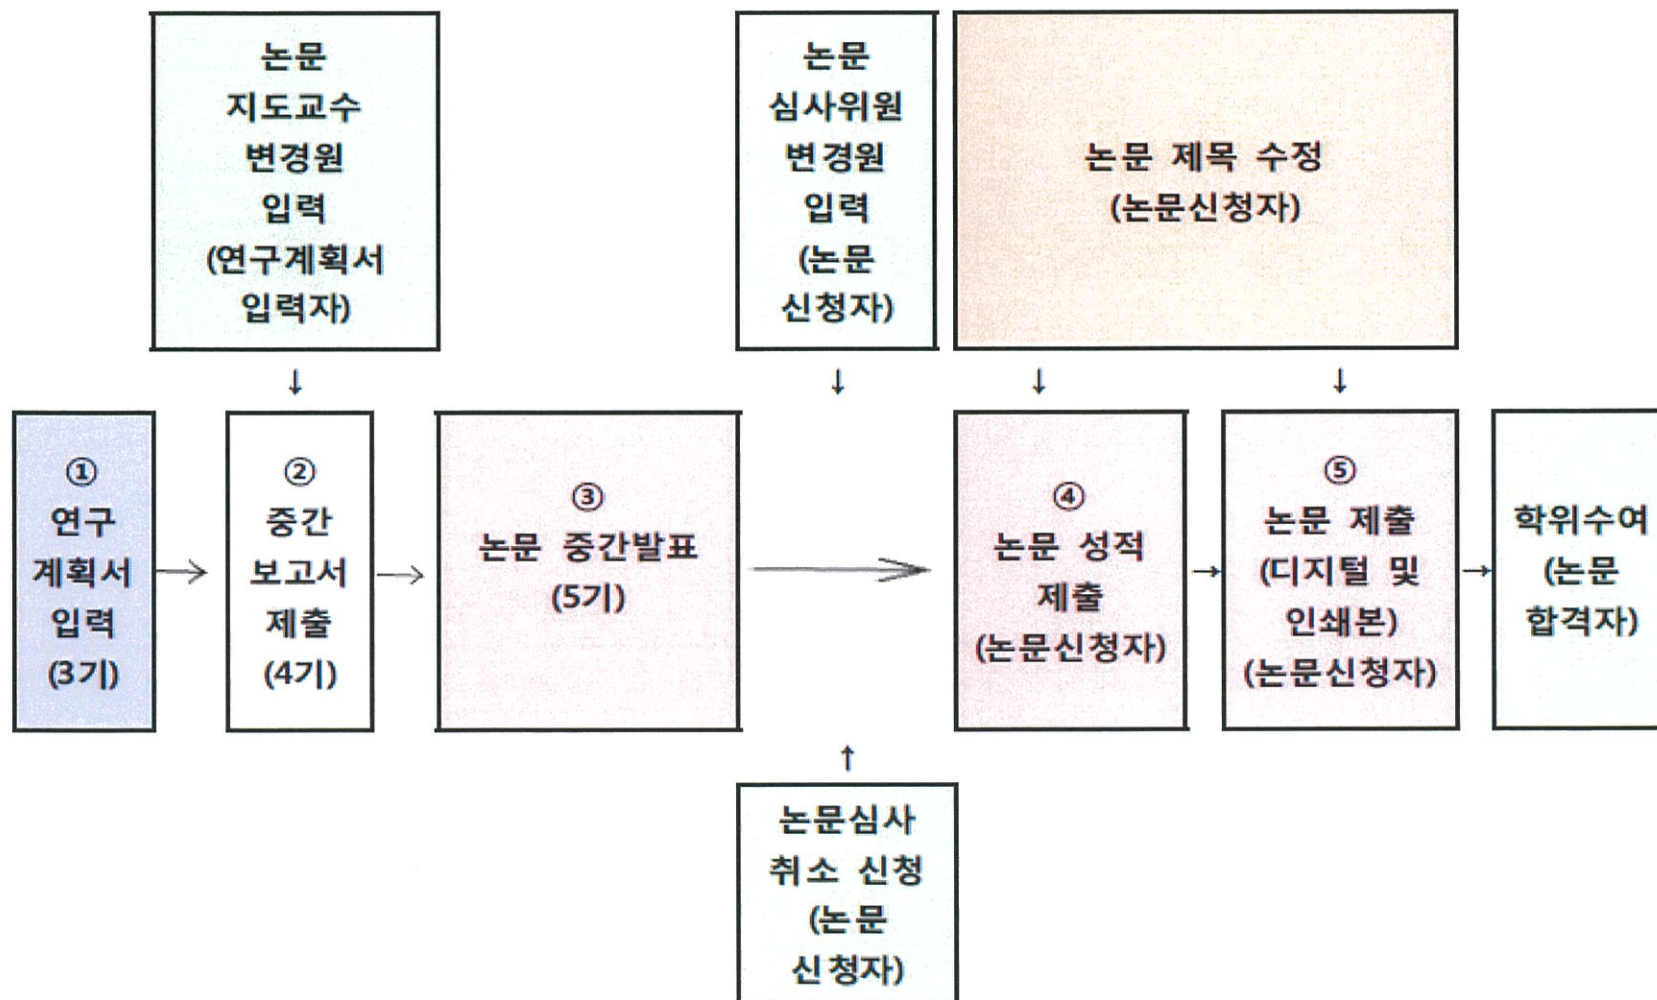 논문
지도교수
변경원
입력
(연구계획서
입력자)
논문
심사위원
변경원
입력
(논문
신청자)
논문 제목 수정
(논문신청자)
↓
↓
↓
↓
①
연구
계획서
입력
(3기)
②
중간
보고서
제출
(4기)
③
논문 중간발표
(5기)
④
논문 성적
제출
(논문신청자)
→
⑤
논문 제출
(디지털 및
인쇄본)
(논문신청자)
→
학위수여
(논문
합격자)
↑
논문심사
취소 신청
(논문
신청자)